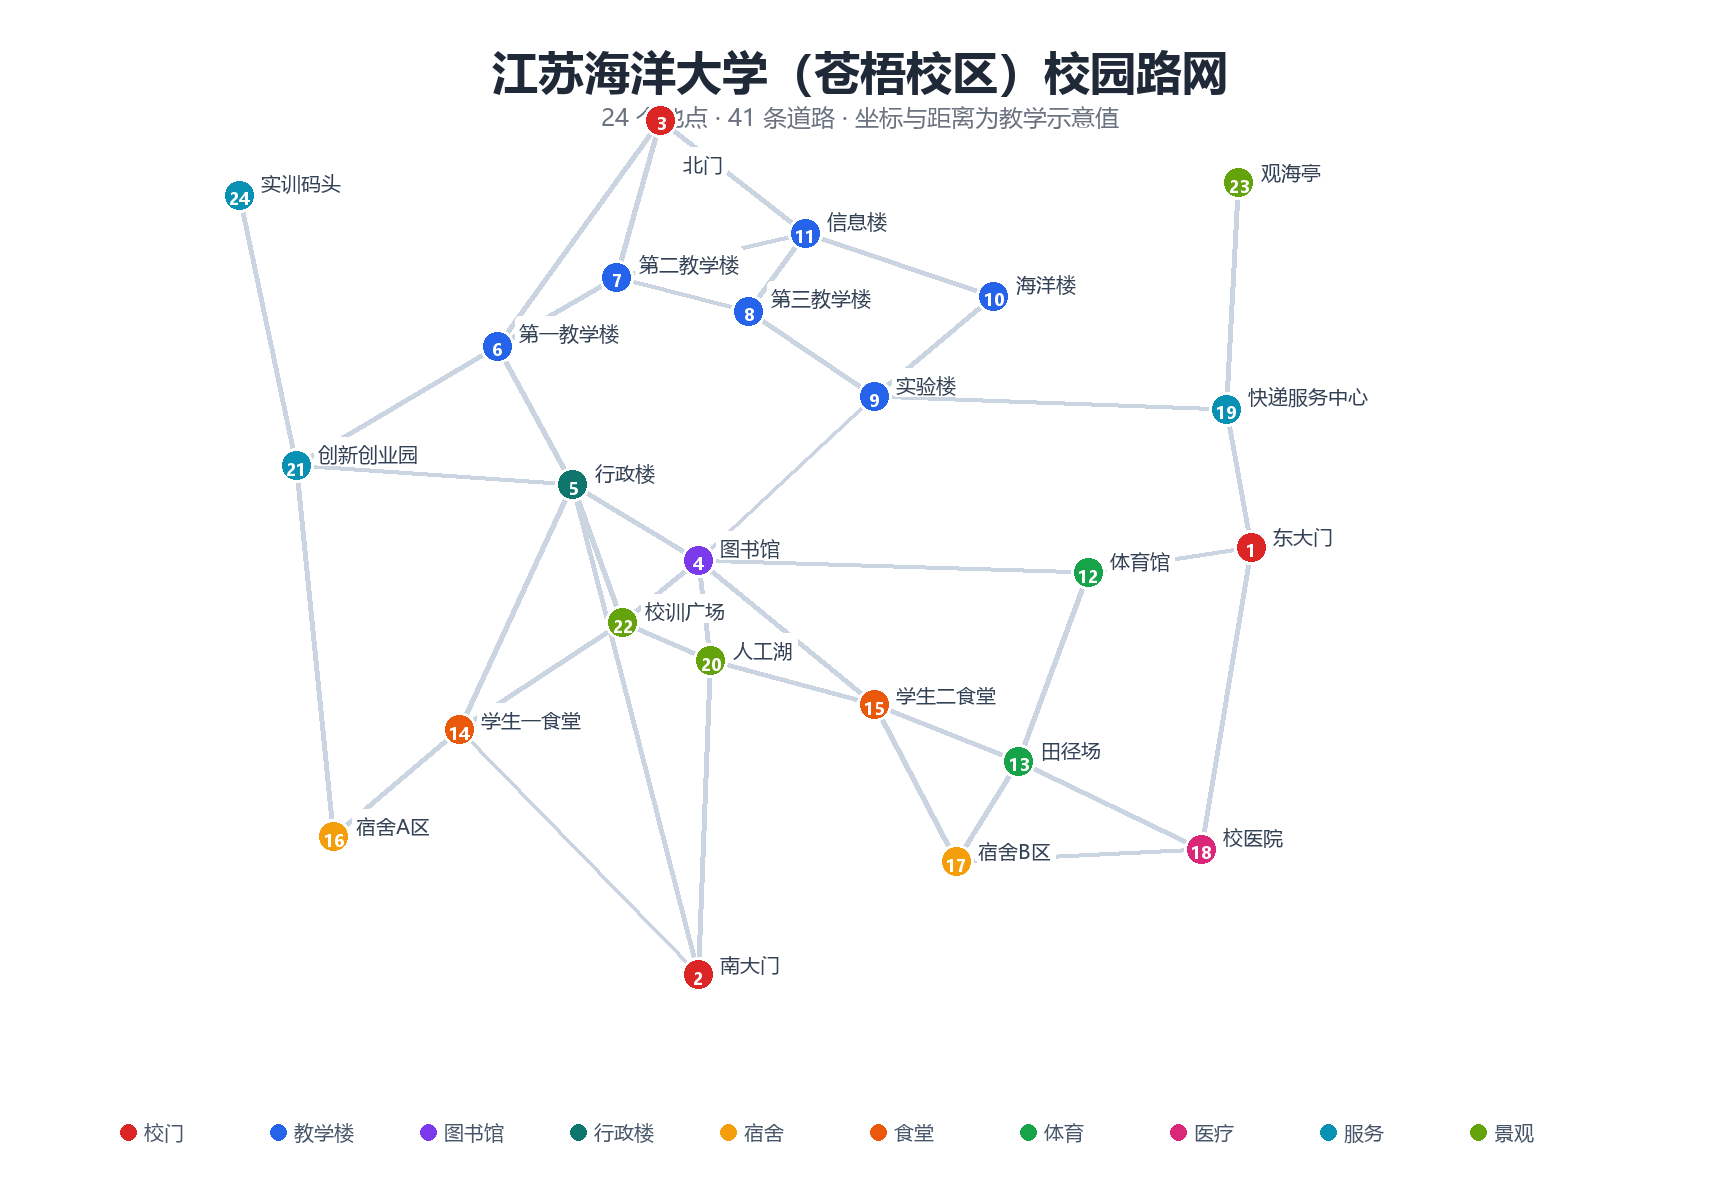 江苏海洋大学（苍梧校区）校园路网
24 个地点 · 41 条道路 · 坐标与距离为教学示意值
3
北门
23 观海亭
24 实训码头
11 信息楼
7 第二教学楼
10 海洋楼
8 第三教学楼
6 第一教学楼
9 实验楼
19 快递服务中心
21 创新创业园
5 行政楼
1 东大门
4 图书馆
12 体育馆
22 校训广场
20 人工湖
15 学生二食堂
14 学生一食堂
13 田径场
16 宿舍A区
18 校医院
17 宿舍B区
2 南大门
校门 教学楼 图书馆 行政楼 宿舍 食堂 体育 医疗 服务 景观